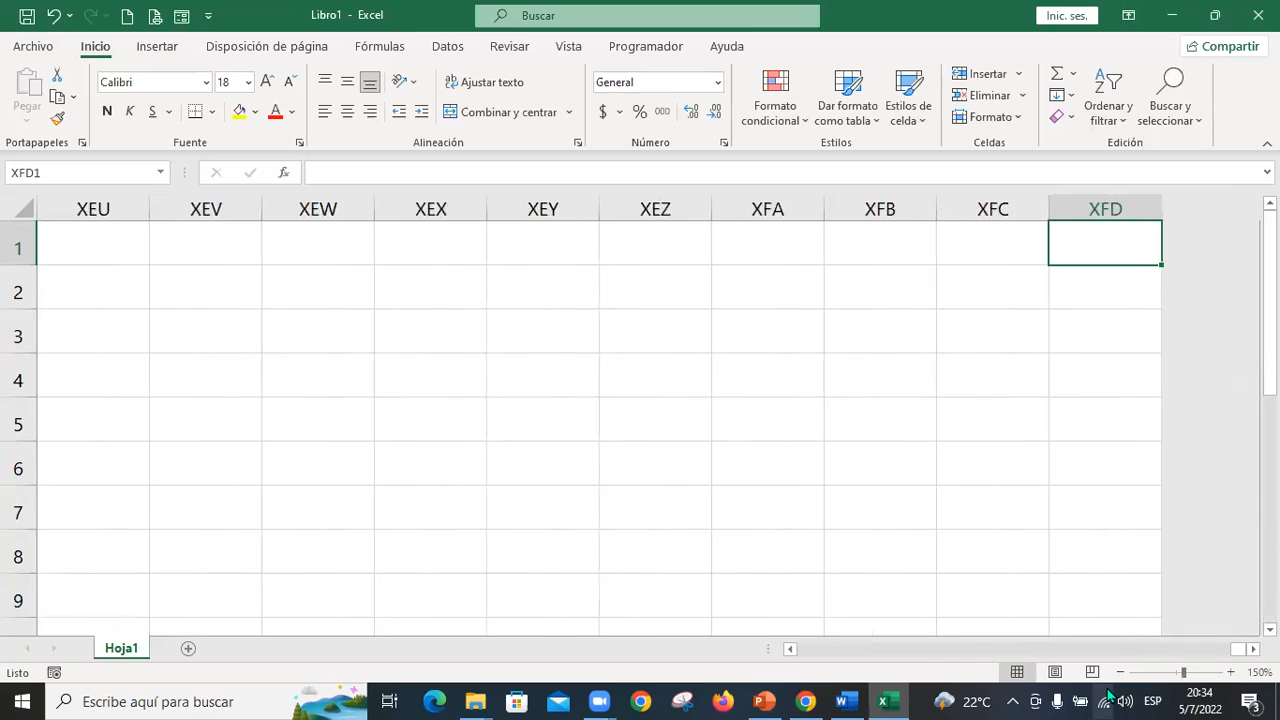 Libro1 - Excel
Buscar
Inic. ses.
Archivo
Inicio
Insertar
Disposición de página
Fórmulas
Datos
Revisar
Vista
Programador
Ayuda
Compartir
Pegar
Portapapeles
Calibri
18
N K S
Fuente
Ajustar texto
Combinar y centrar
Alineación
General
$ % 000
Número
Formato condicional
Dar formato como tabla
Estilos de celda
Estilos
Insertar
Eliminar
Formato
Celdas
Ordenar y filtrar
Buscar y seleccionar
Edición
XFD1
fx
XEU XEV XEW XEX XEY XEZ XFA XFB XFC XFD
1
2
3
4
5
6
7
8
9
Hoja1
Listo
150%
Escribe aquí para buscar
22°C
ESP
20:34
5/7/2022
3